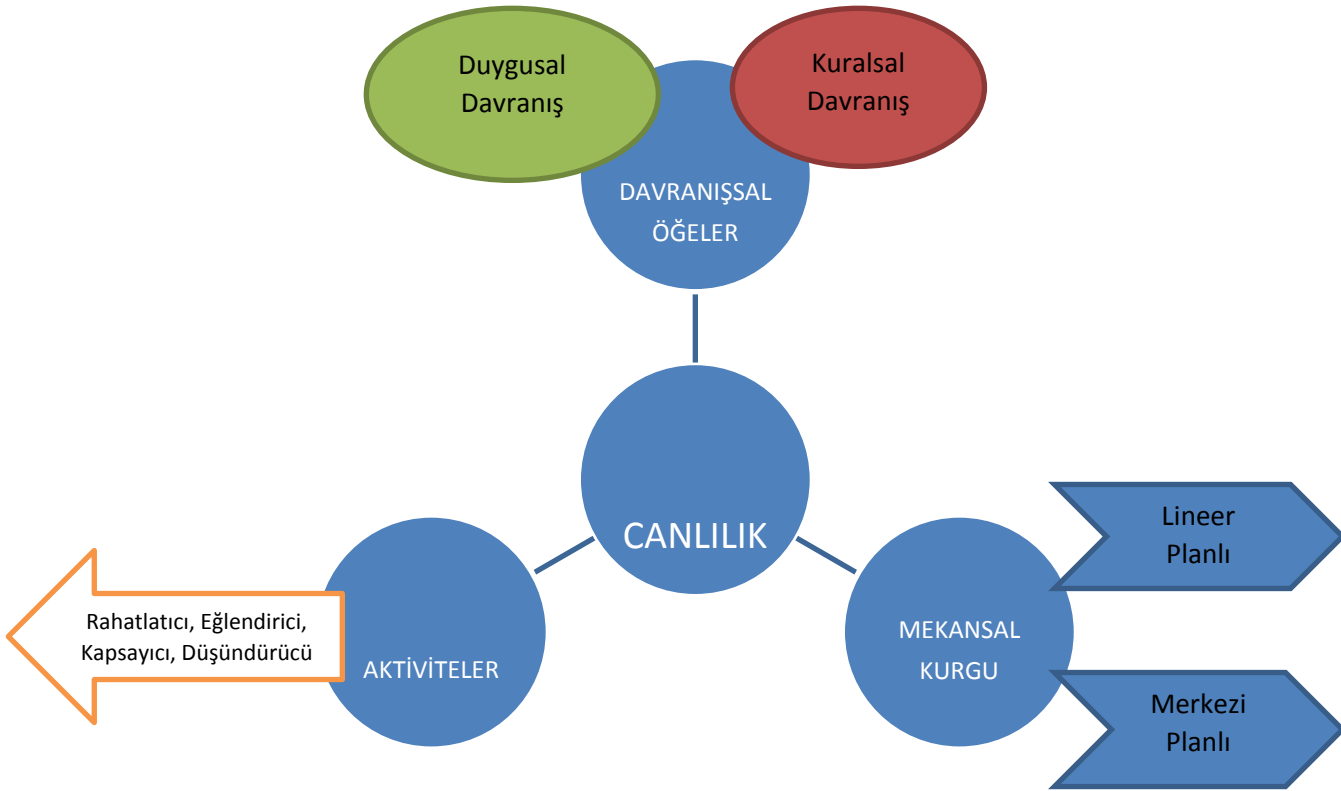 Duygusal
Davranış
Kuralsal
Davranış
DAVRANIŞSAL
ÖĞELER
CANLILIK
Lineer
Planlı
Rahatlatıcı, Eğlendirici,
Kapsayıcı, Düşündürücü
AKTİVİTELER
MEKANSAL
KURGU
Merkezi
Planlı